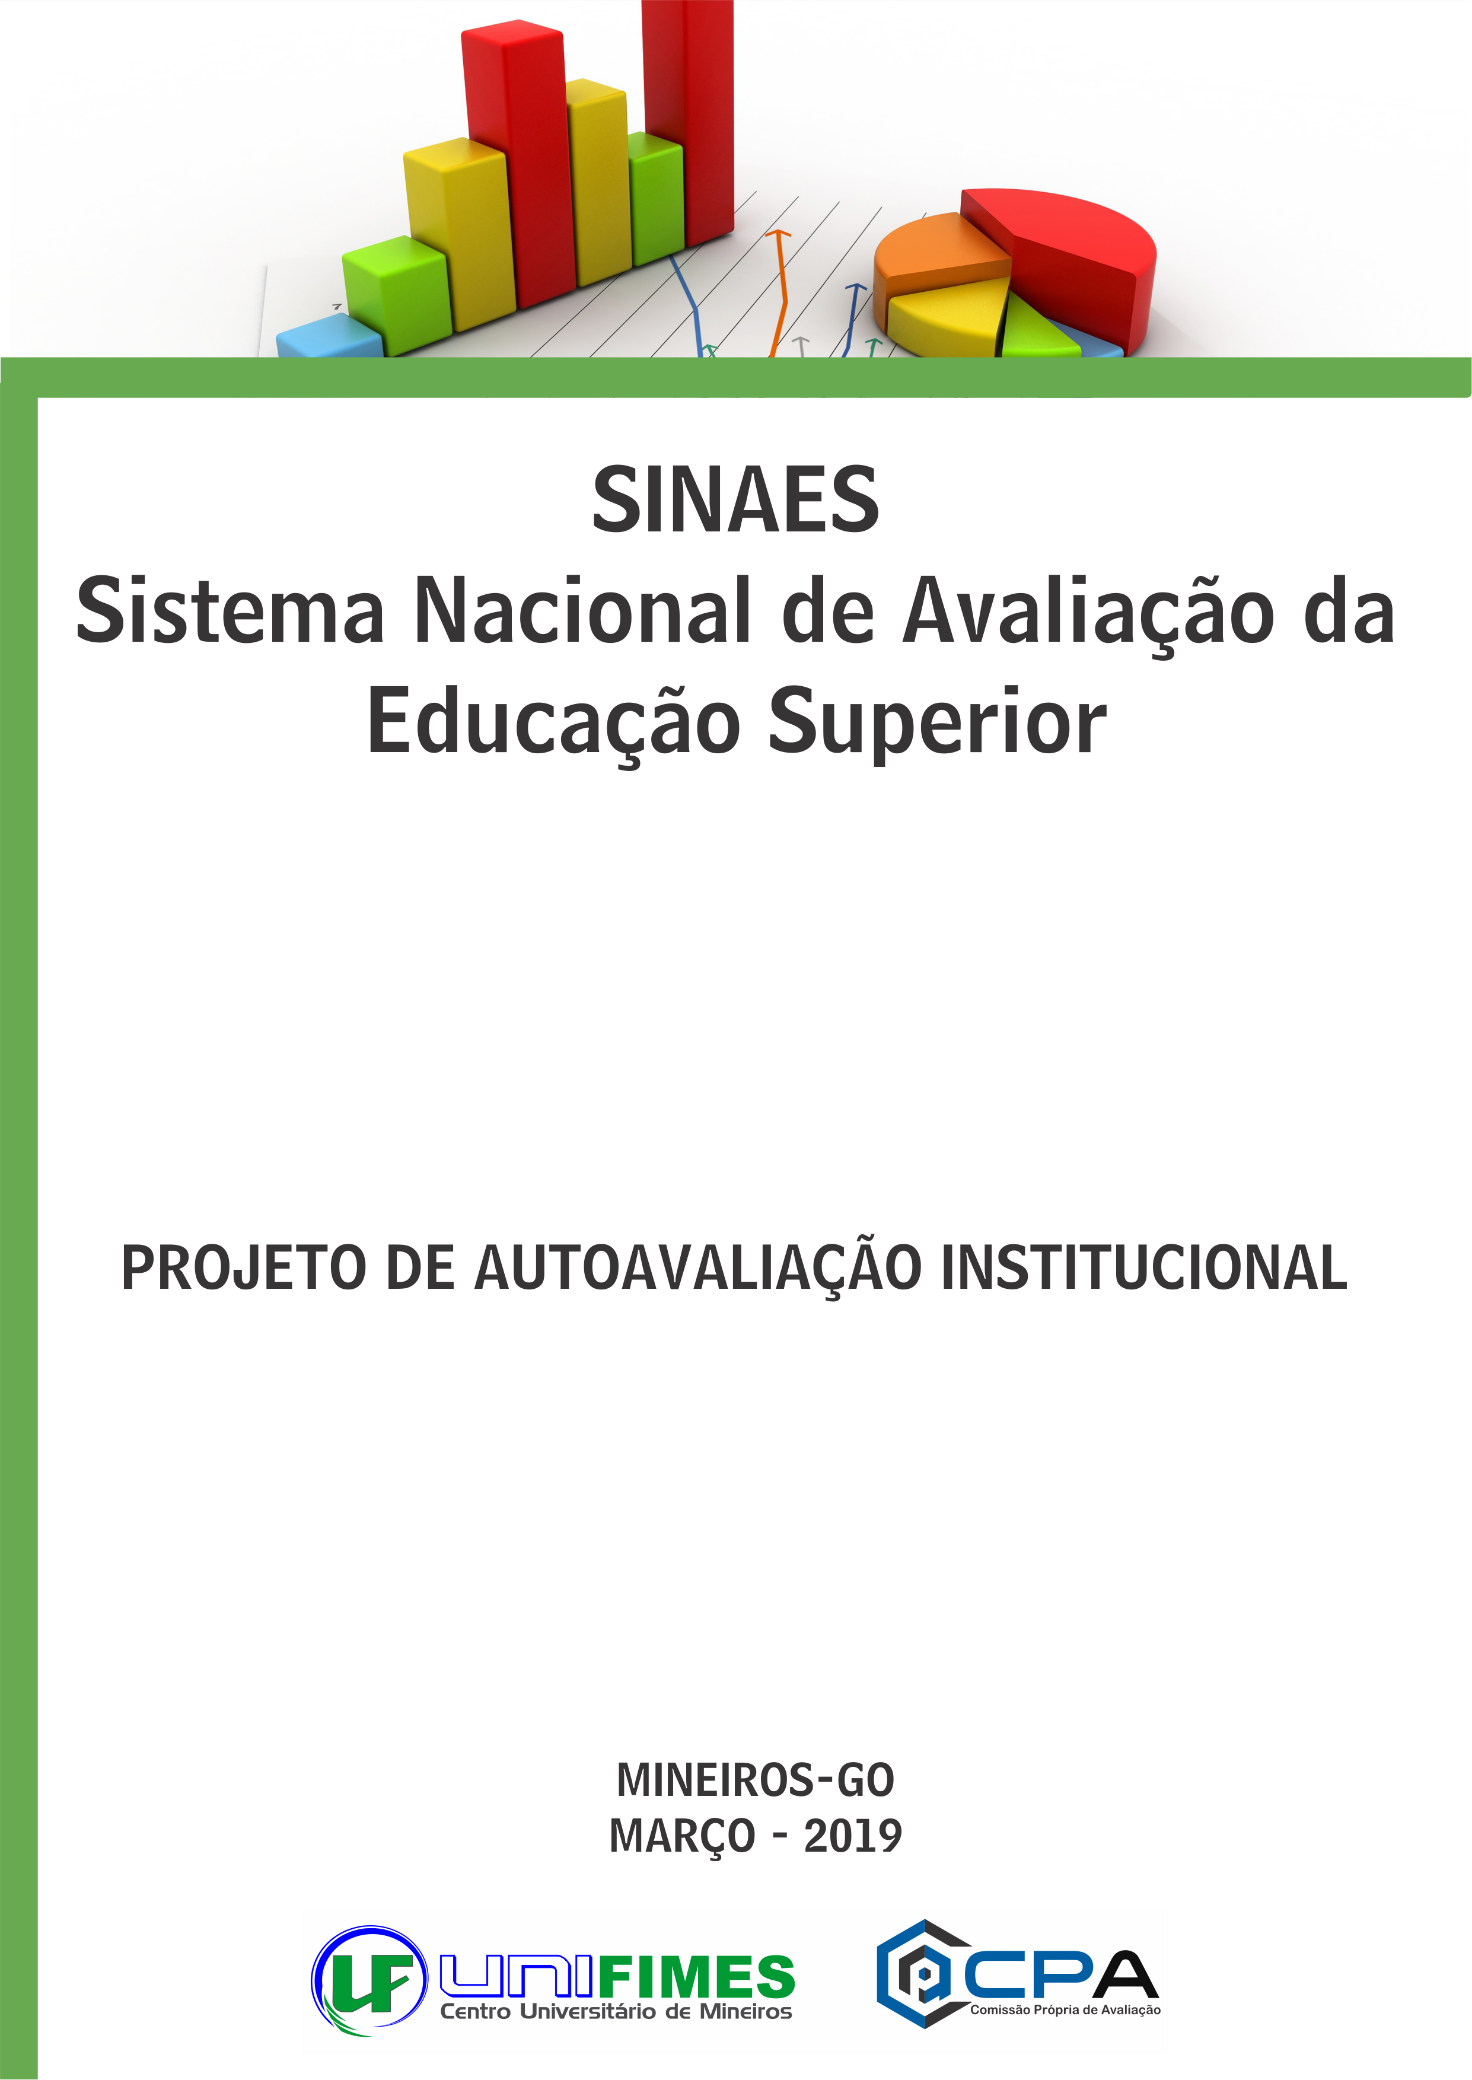 SINAES
Sistema Nacional de Avaliação da
Educação Superior
PROJETO DE AUTOAVALIAÇÃO INSTITUCIONAL
MINEIROS-GO
MARÇO - 2019
UF UNIFIMES
Centro Universitário de Mineiros
CPA
Comissão Própria de Avaliação